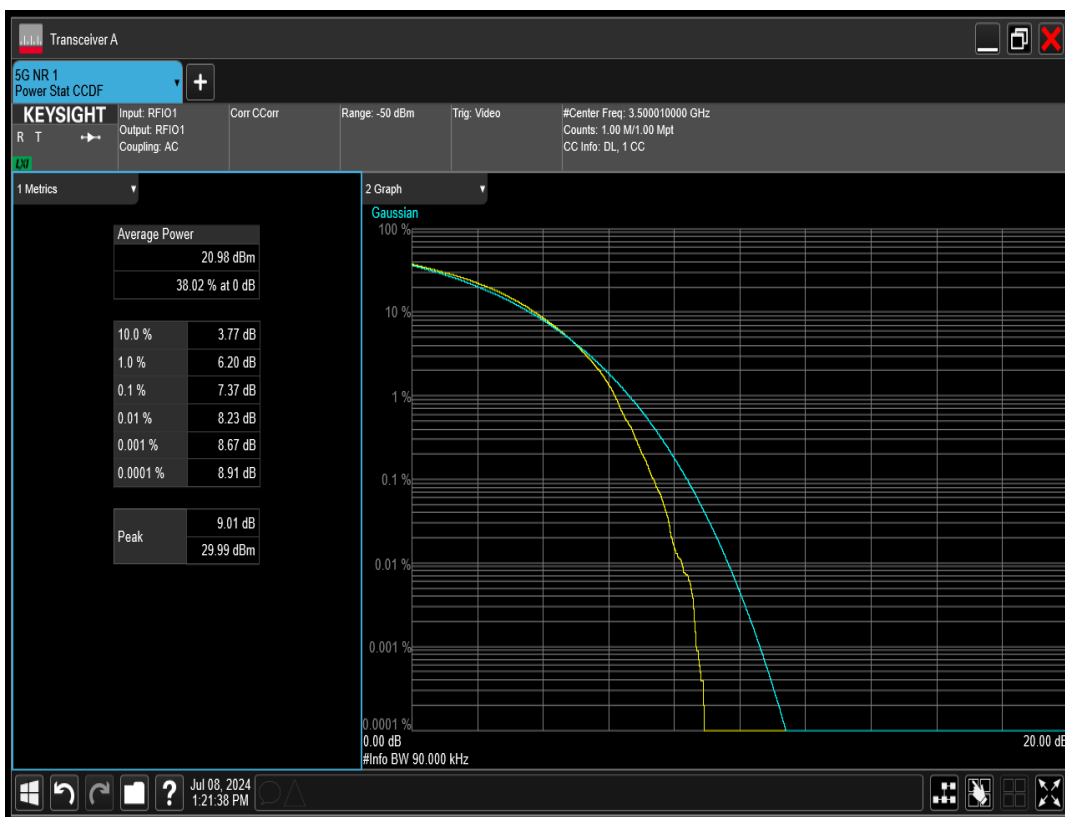 Transceiver A
5G NR 1
Power Stat CCDF
+
KEYSIGHT
R T
LXI
Input: RFIO1
Output: RFIO1
Coupling: AC
Corr CCorr
Range: -50 dBm
Trig: Video
#Center Freq: 3.500010000 GHz
Counts: 1.00 M/1.00 Mpt
CC Info: DL, 1 CC
1 Metrics
Average Power
20.98 dBm
38.02 % at 0 dB
10.0 % 3.77 dB
1.0 % 6.20 dB
0.1 % 7.37 dB
0.01 % 8.23 dB
0.001 % 8.67 dB
0.0001 % 8.91 dB
Peak
9.01 dB
29.99 dBm
2 Graph
Gaussian
100 %
10 %
1 %
0.1 %
0.01 %
0.001 %
0.0001 %
0.00 dB 20.00 dB
#Info BW 90.000 kHz
?
Jul 08, 2024
1:21:38 PM